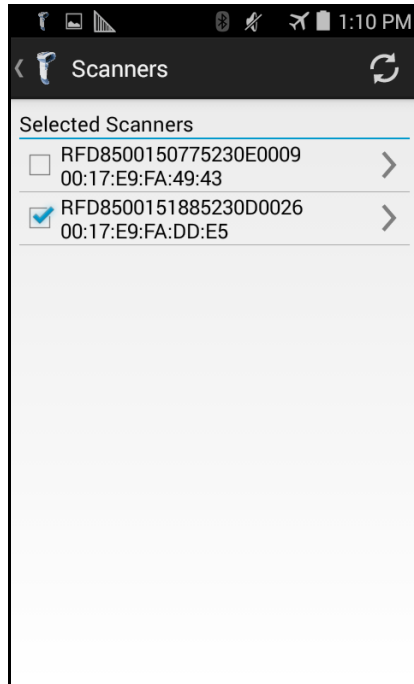 1:10 PM
Scanners
Selected Scanners
RFD8500150775230E0009
00:17:E9:FA:49:43
RFD8500151885230D0026
00:17:E9:FA:DD:E5